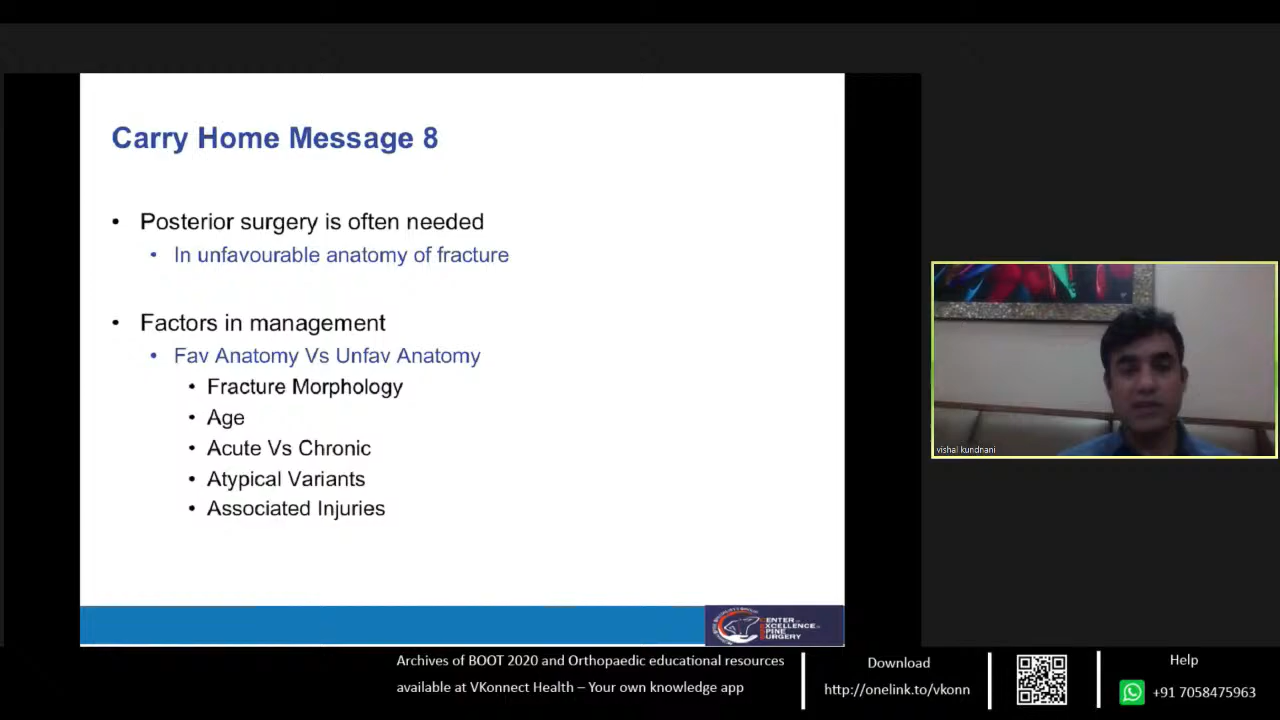 Carry Home Message 8
• Posterior surgery is often needed
• In unfavourable anatomy of fracture
• Factors in management
• Fav Anatomy Vs Unfav Anatomy
• Fracture Morphology
• Age
• Acute Vs Chronic
• Atypical Variants
• Associated Injuries
vishal kundnani
Archives of BOOT 2020 and Orthopaedic educational resources
available at VKonnect Health – Your own knowledge app
Download
http://onelink.to/vkonn
Help
+91 7058475963